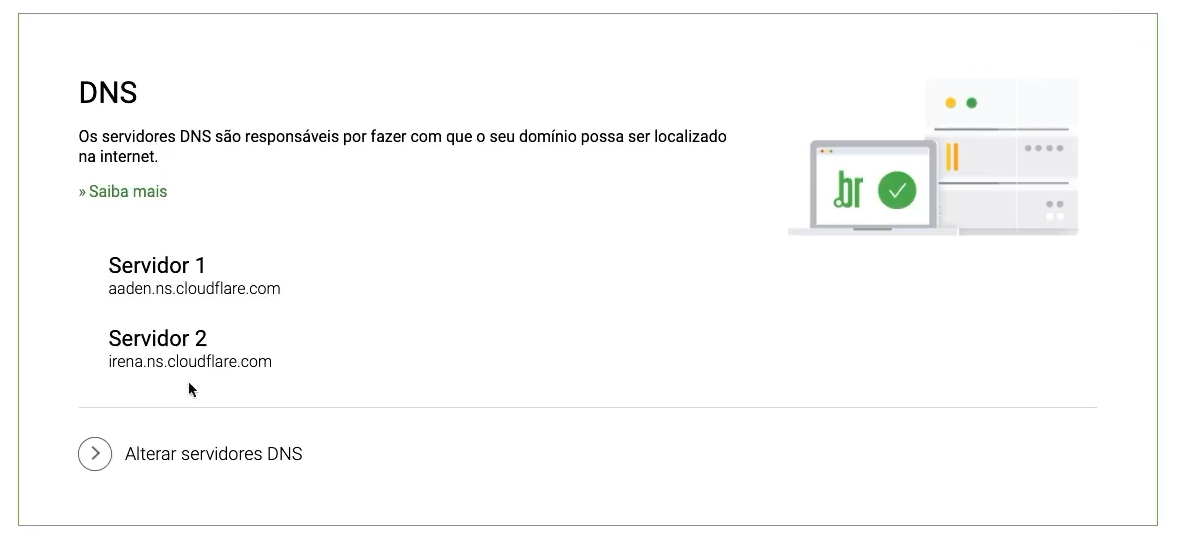 DNS
Os servidores DNS são responsáveis por fazer com que o seu domínio possa ser localizado
na internet.
» Saiba mais
.br
Servidor 1
aaden.ns.cloudflare.com
Servidor 2
irena.ns.cloudflare.com
Alterar servidores DNS